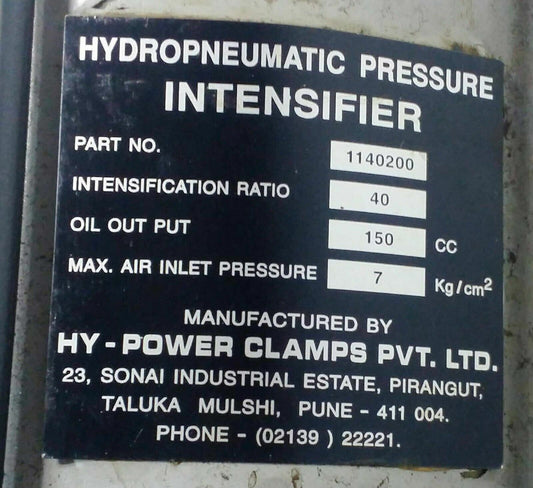 HYDROPNEUMATIC PRESSURE
INTENSIFIER
PART NO. 1140200
INTENSIFICATION RATIO 40
OIL OUT PUT 150 CC
MAX. AIR INLET PRESSURE 7 Kg/cm²
MANUFACTURED BY
HY-POWER CLAMPS PVT. LTD.
23, SONAI INDUSTRIAL ESTATE, PIRANGUT,
TALUKA MULSHI, PUNE - 411 004.
PHONE - (02139 ) 22221.